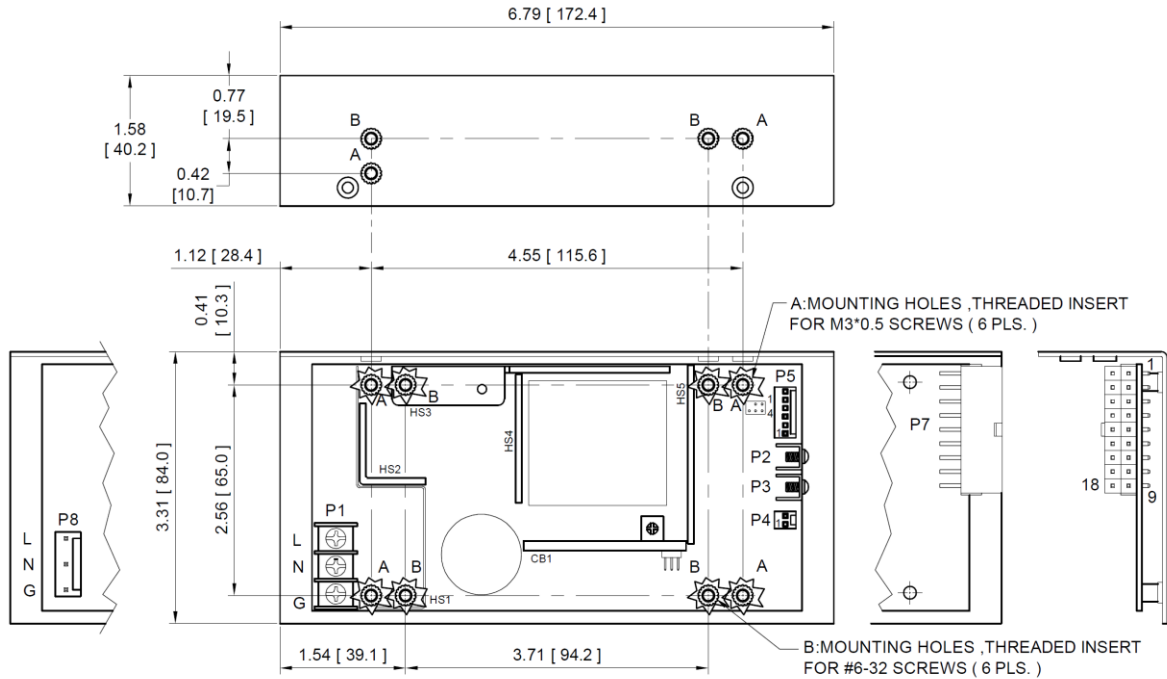 6.79 [ 172.4 ]
0.77
[ 19.5 ]
1.58
[ 40.2 ]
0.42
[10.7]
B
A
B
A
1.12 [ 28.4 ]
4.55 [ 115.6 ]
0.41
[ 10.3 ]
A:MOUNTING HOLES ,THREADED INSERT
FOR M3*0.5 SCREWS ( 6 PLS. )
3.31 [ 84.0 ]
2.56 [ 65.0 ]
A
B
HS3
HS5
B
A
P5
1
4
1
HS4
HS2
P2
P3
P4
1
P1
L
N
G
CB1
A
B
HS1
B
A
P8
L
N
G
P7
1
18
9
1.54 [ 39.1 ]
3.71 [ 94.2 ]
B:MOUNTING HOLES ,THREADED INSERT
FOR #6-32 SCREWS ( 6 PLS. )